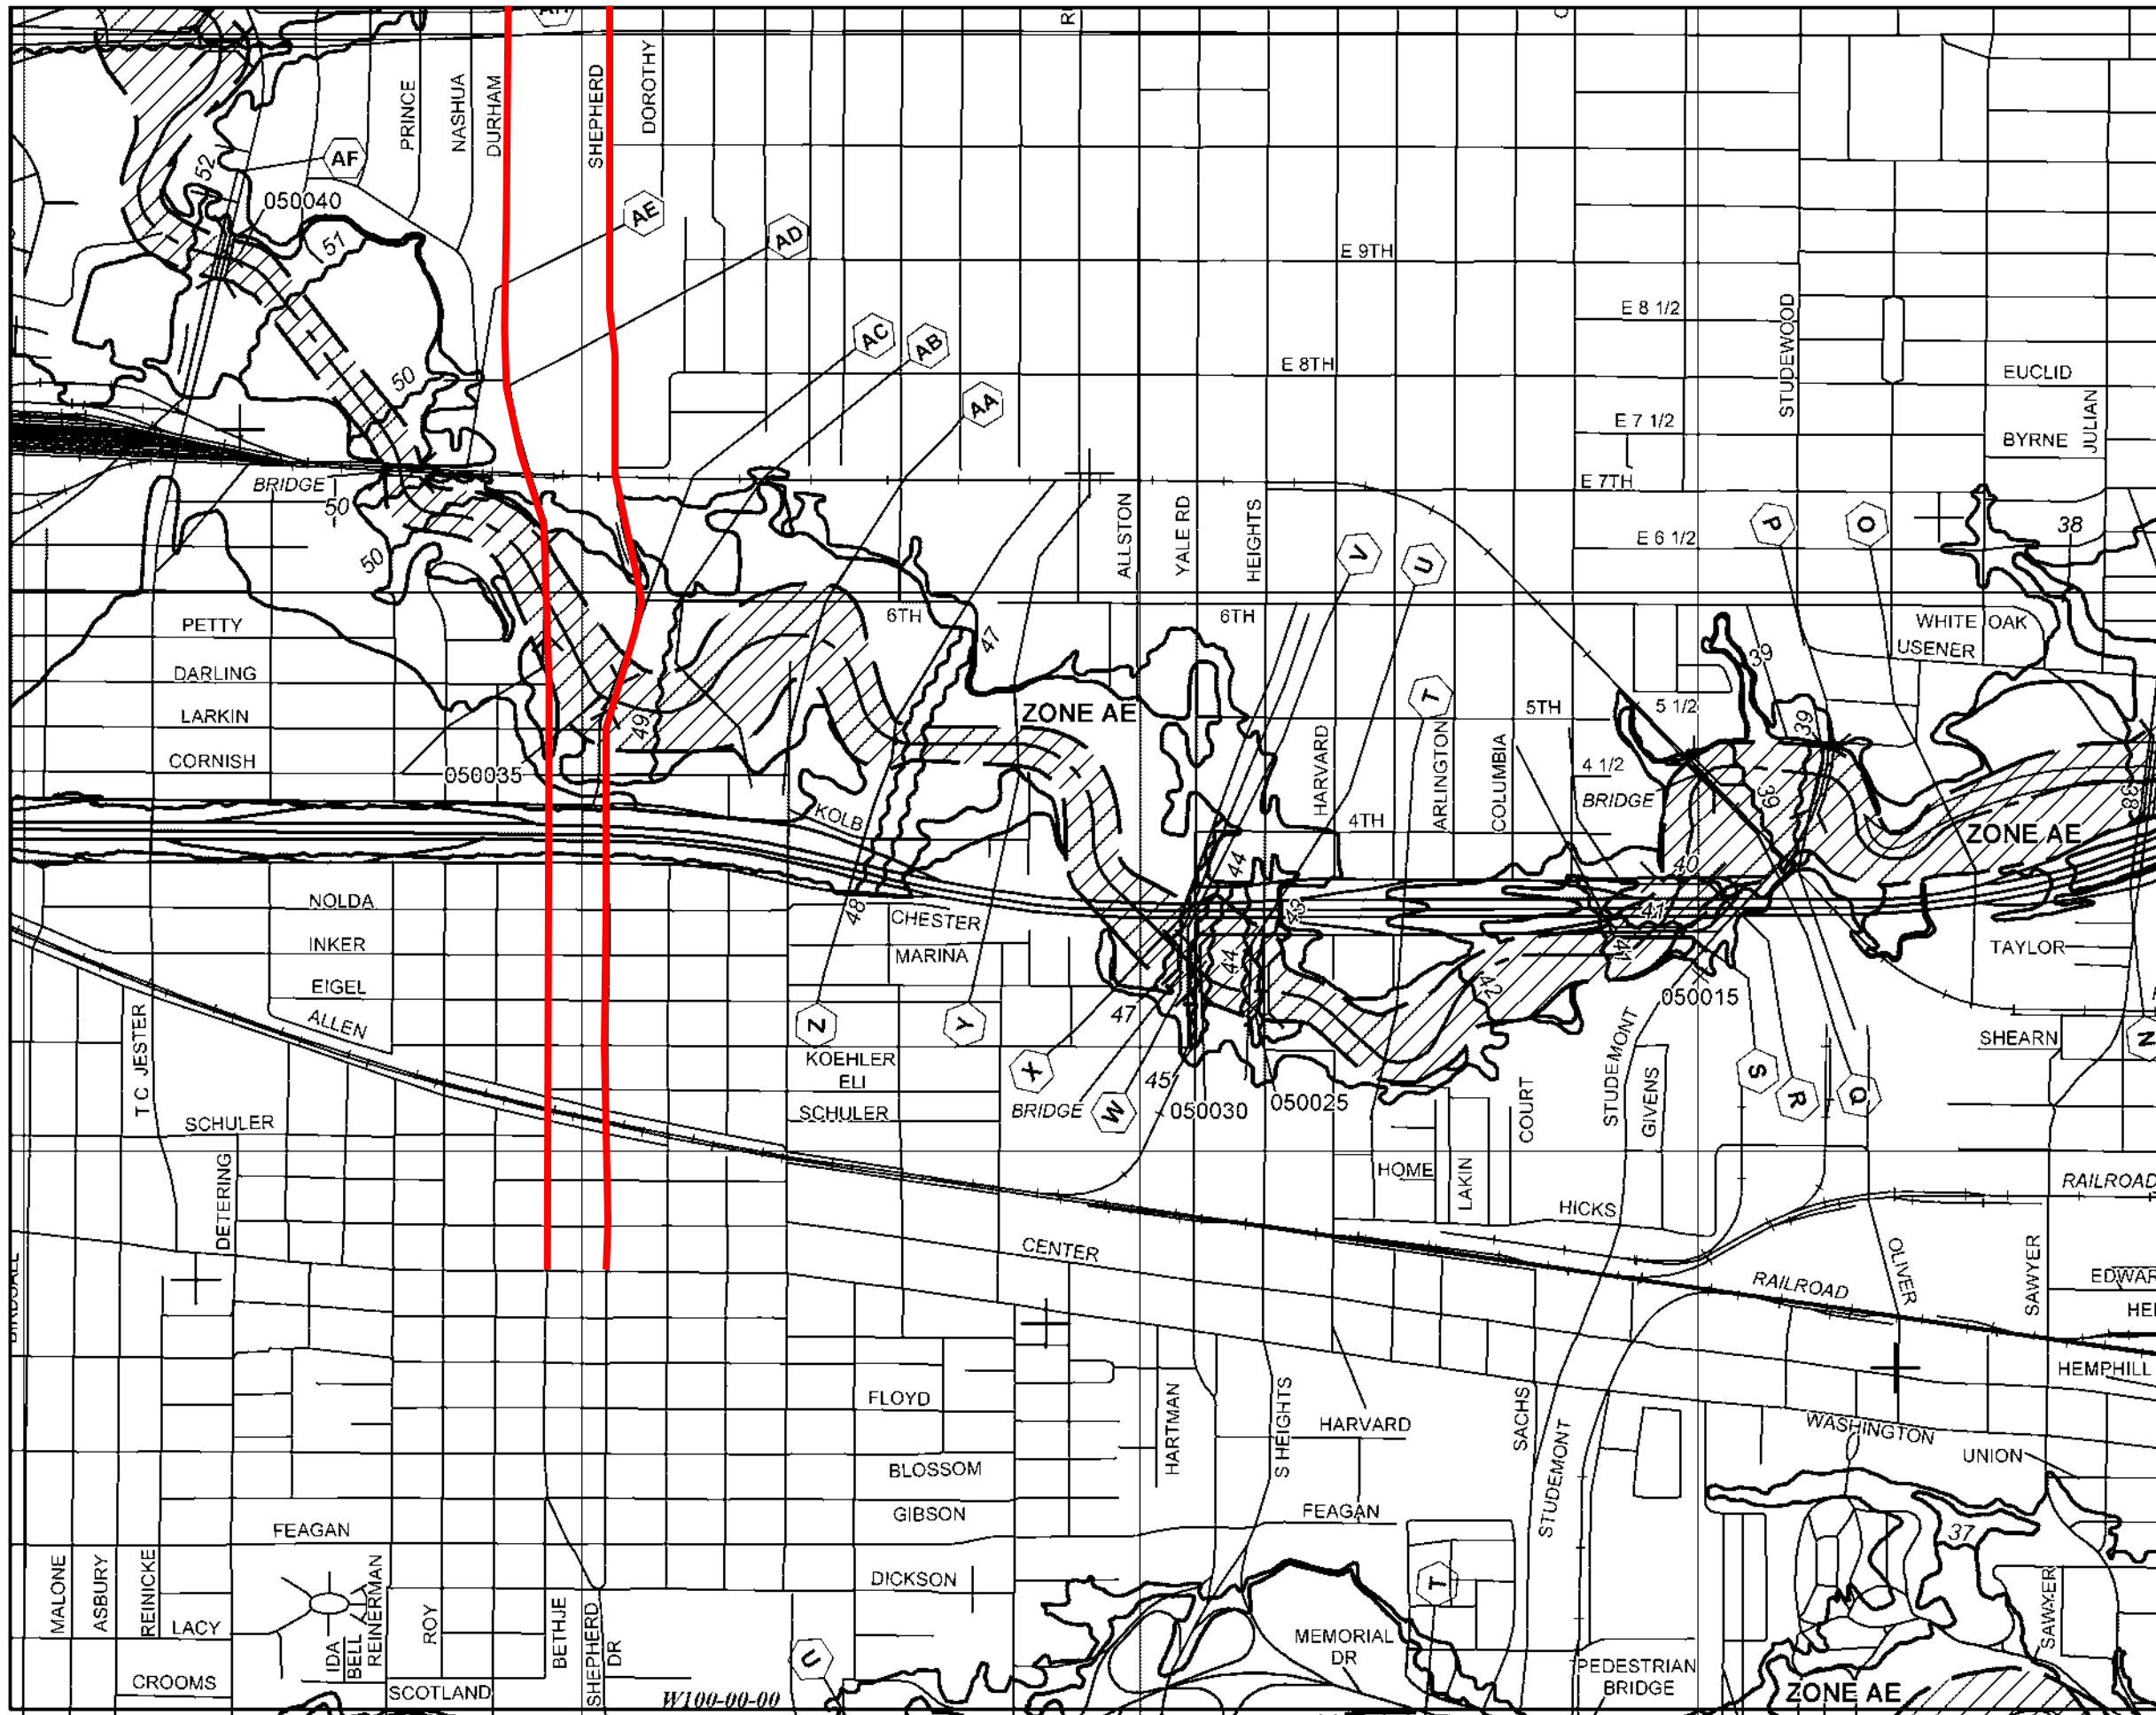 PRINCE
NASHUA
DURHAM
SHEPHERD
DOROTHY
AF
52
050040
51
AE
AD
E 9TH
E 8 1/2
STUDEWOOD
AC
AB
E 8TH
EUCLID
50
AA
E 7 1/2
BYRNE
JULIAN
BRIDGE
50
50
ALLSTON
YALE RD
HEIGHTS
E 7TH
E 6 1/2
P
O
38
V
U
PETTY
6TH
6TH
47
WHITE OAK
USENER
39
DARLING
LARKIN
CORNISH
49
ZONE AE
T
5TH
5 1/2
39
050035
HARVARD
ARLINGTON
COLUMBIA
4 1/2
BRIDGE
39
38
KOLB
4TH
ZONE AE
44
40
NOLDA
48
CHESTER
43
41
INKER
MARINA
44
41
TAYLOR
EIGEL
42
050015
ALLEN
Z
Y
47
T C JESTER
STUDEMONT
SHEARN
N
KOEHLER
ELI
X
45
S
SCHULER
SCHULER
BRIDGE
W
050030
050025
COURT
GIVENS
R
Q
DETERING
HOME
LAKIN
RAILROAD
HICKS
CENTER
OLIVER
SAWYER
RAILROAD
HEMPHILL
FLOYD
HARTMAN
S HEIGHTS
HARVARD
SACHS
STUDEMONT
WASHINGTON
UNION
BLOSSOM
GIBSON
FEAGAN
FEAGAN
37
MALONE
ASBURY
REINICKE
LACY
DICKSON
T
IDA
BELL
REINERMAN
ROY
BETHJE
SHEPHERD
DR
U
MEMORIAL
DR
SAWYER
CROOMS
SCOTLAND
W100-00-00
PEDESTRIAN
BRIDGE
ZONE AE